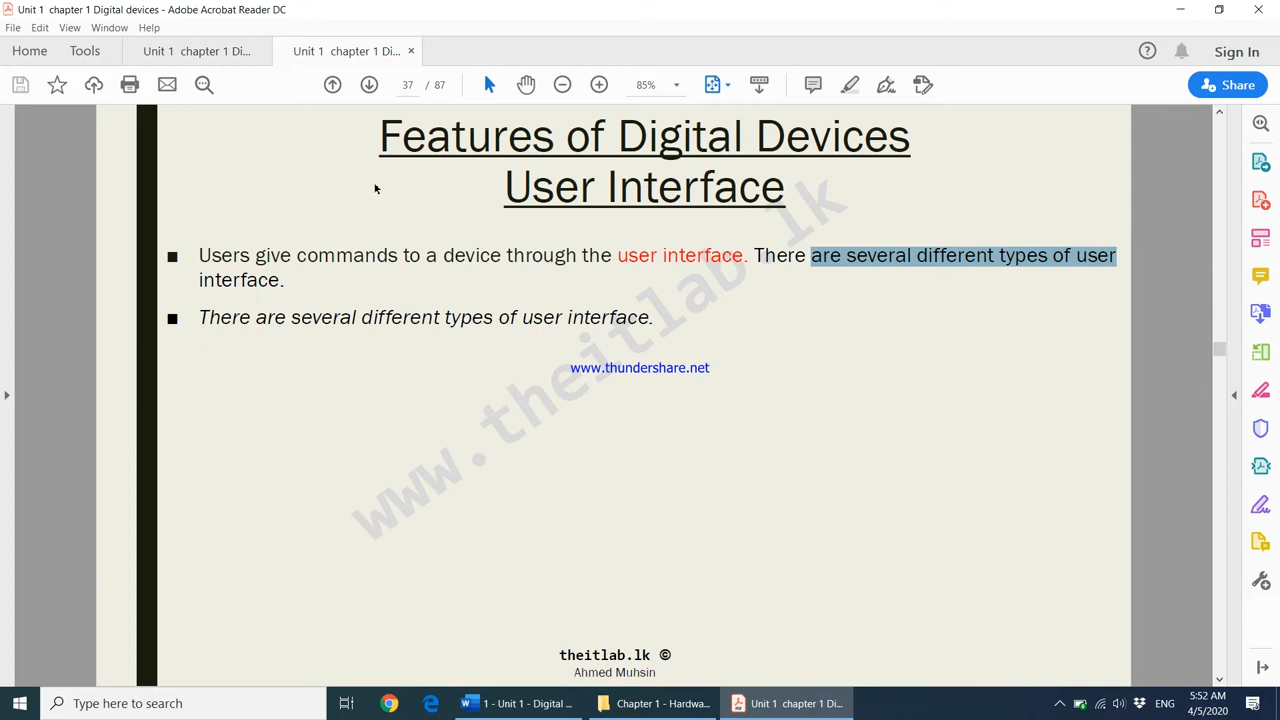 Unit 1 chapter 1 Digital devices - Adobe Acrobat Reader DC
File Edit View Window Help
Home Tools Unit 1 chapter 1 Di... Unit 1 chapter 1 Di... ×
Sign In
37 / 87 85% Share
Features of Digital Devices
User Interface
■ Users give commands to a device through the user interface. There are several different types of user
interface.
■ There are several different types of user interface.
www.thundershare.net
www.theitlab.lk
theitlab.lk ©
Ahmed Muhsin
Type here to search
1 - Unit 1 - Digital ...
Chapter 1 - Hardwa...
Unit 1 chapter 1 Di...
ENG
5:52 AM
4/5/2020